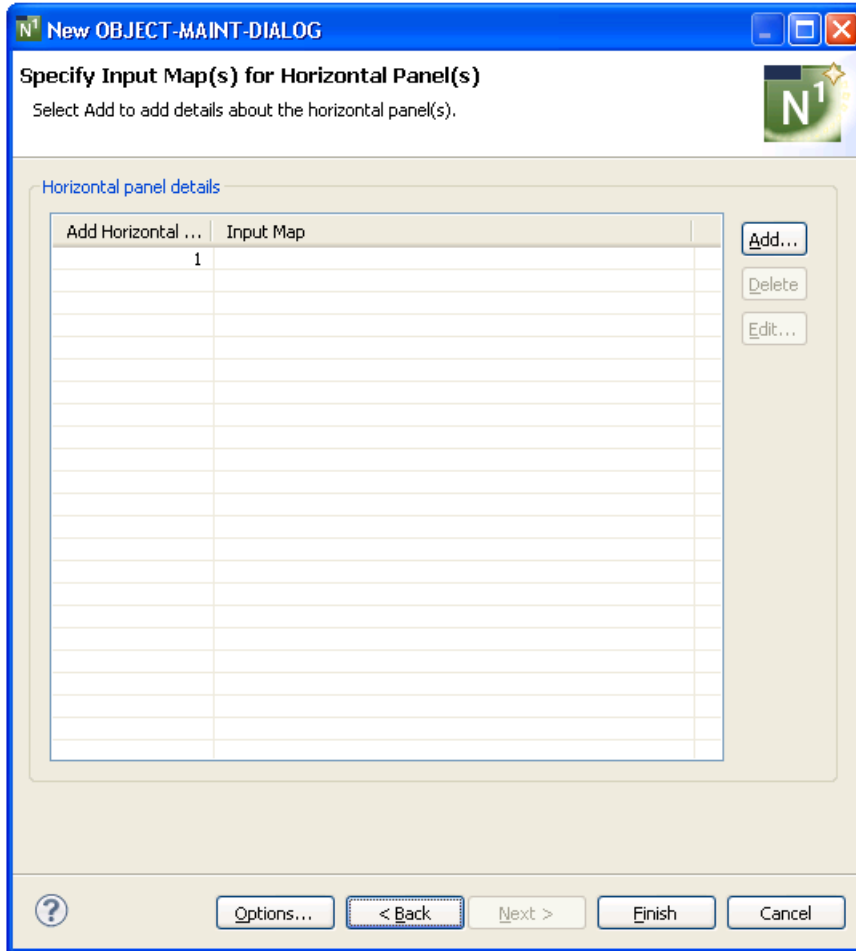 N1 New OBJECT-MAINT-DIALOG
Specify Input Map(s) for Horizontal Panel(s)
Select Add to add details about the horizontal panel(s).
N1
Horizontal panel details
Add Horizontal ... Input Map
1
Add...
Delete
Edit...
? Options... < Back Next > Finish Cancel